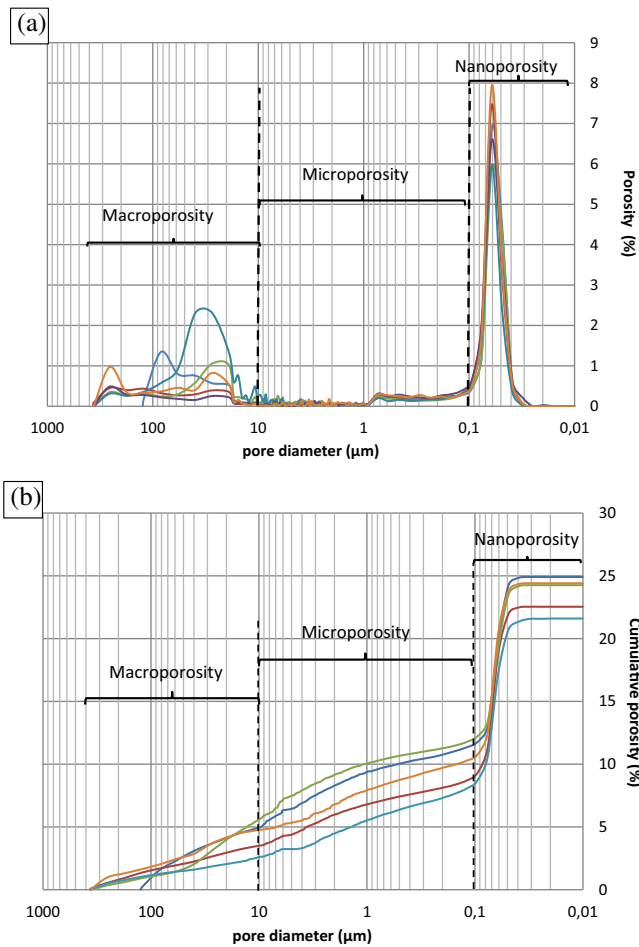 (a)
9
8
7
6
5
4
3
2
1
0
Porosity (%)
Nanoporosity
Microporosity
Macroporosity
1000 100 10 1 0,1 0,01
pore diameter (µm)
(b)
30
25
20
15
10
5
0
Cumulative porosity (%)
Nanoporosity
Microporosity
Macroporosity
1000 100 10 1 0,1 0,01
pore diameter (µm)